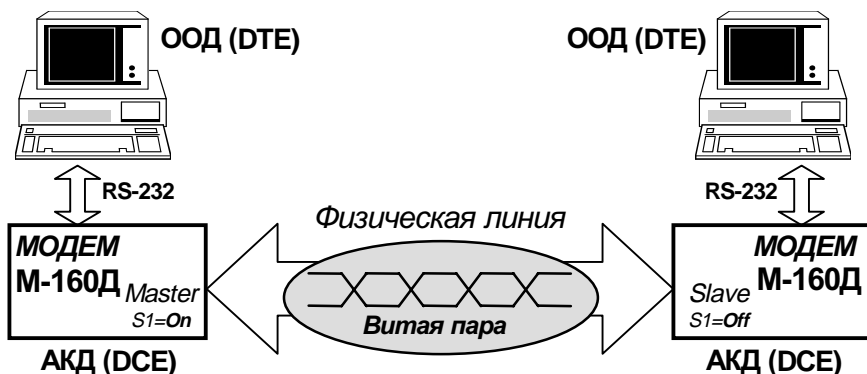 ООД (DTE)
ООД (DTE)
RS-232
RS-232
Физическая линия
МОДЕМ
М-160Д
Master
S1=On
Витая пара
МОДЕМ
М-160Д
Slave
S1=Off
АКД (DCE)
АКД (DCE)